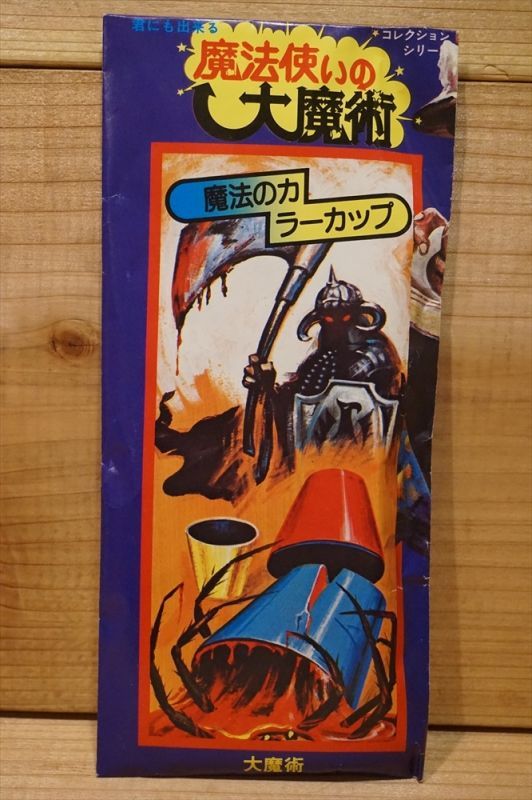 君にも出来る
コレクション
シリー
魔法使いの
大魔術
魔法のカ
ラーカップ
大魔術